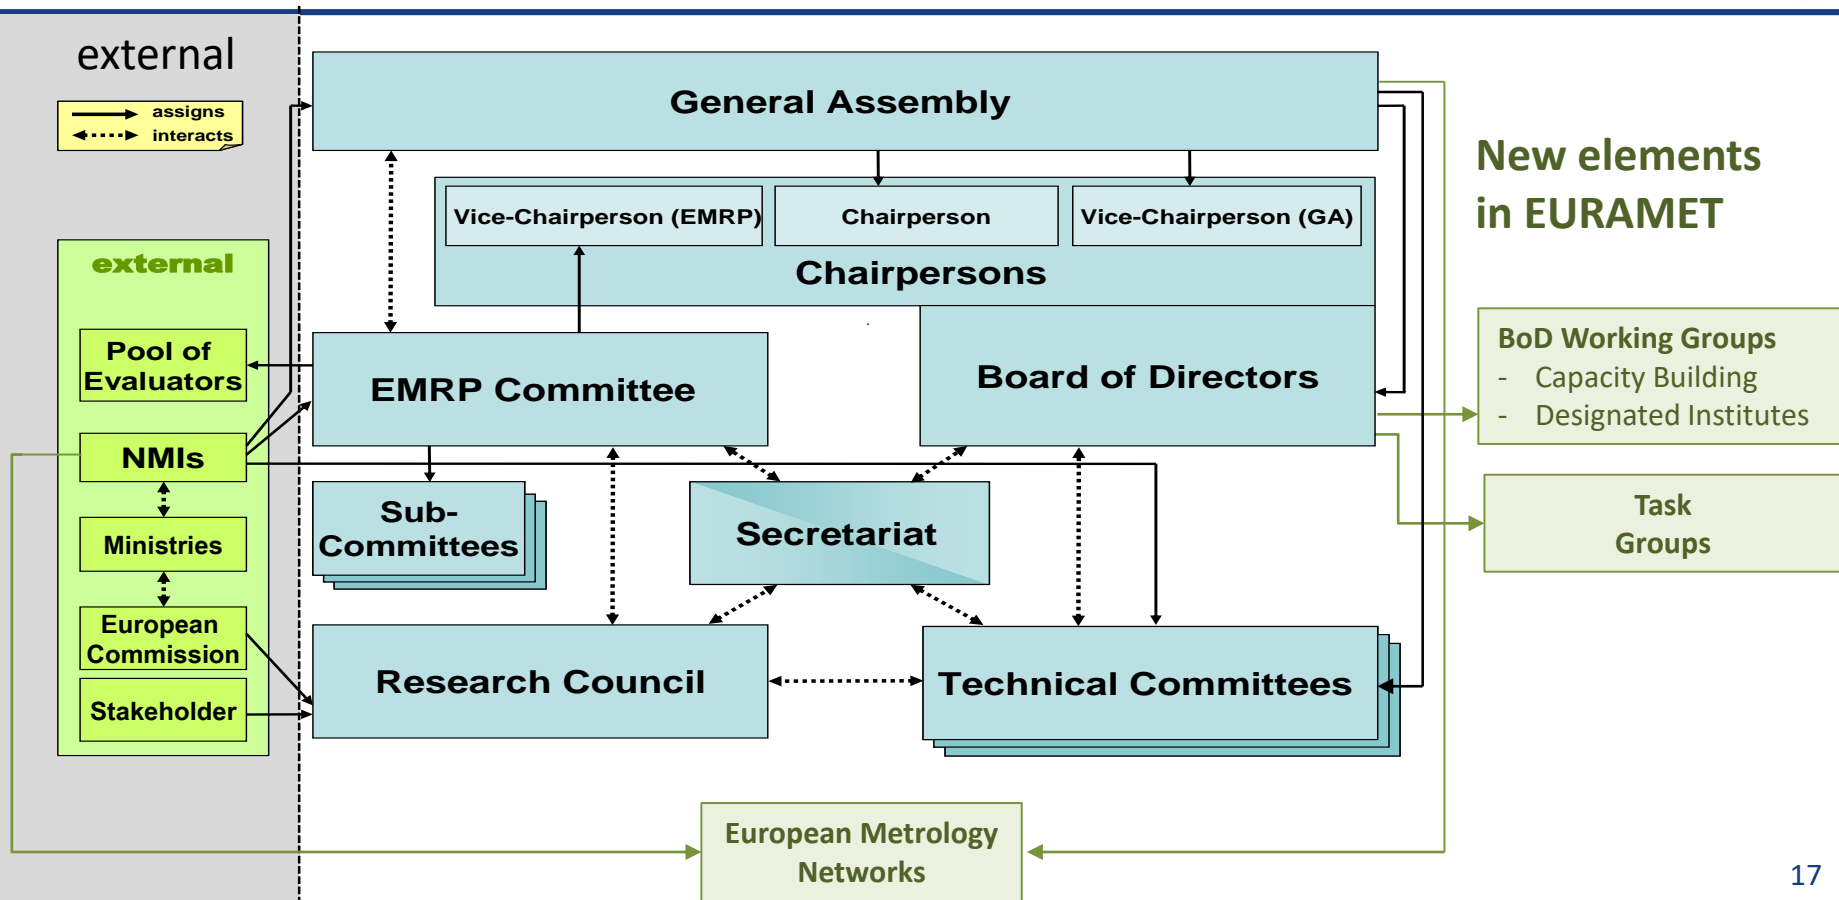 external
assigns
interacts
external
Pool of
Evaluators
NMIs
Ministries
European
Commission
Stakeholder
General Assembly
Vice-Chairperson (EMRP)
Chairperson
Vice-Chairperson (GA)
Chairpersons
EMRP Committee
Board of Directors
Sub-
Committees
Secretariat
Research Council
Technical Committees
New elements
in EURAMET
BoD Working Groups
- Capacity Building
- Designated Institutes
Task
Groups
European Metrology
Networks
17